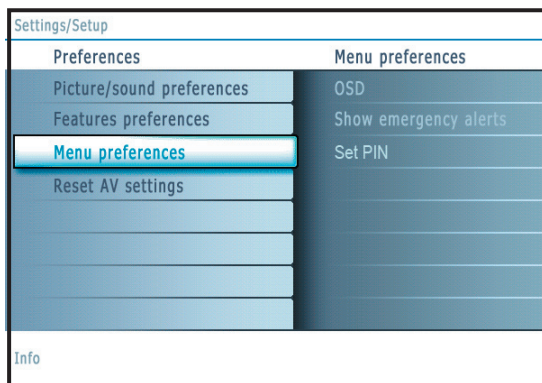 Settings/Setup
Preferences
Menu preferences
Picture/sound preferences
OSD
Features preferences
Show emergency alerts
Menu preferences
Set PIN
Reset AV settings
Info